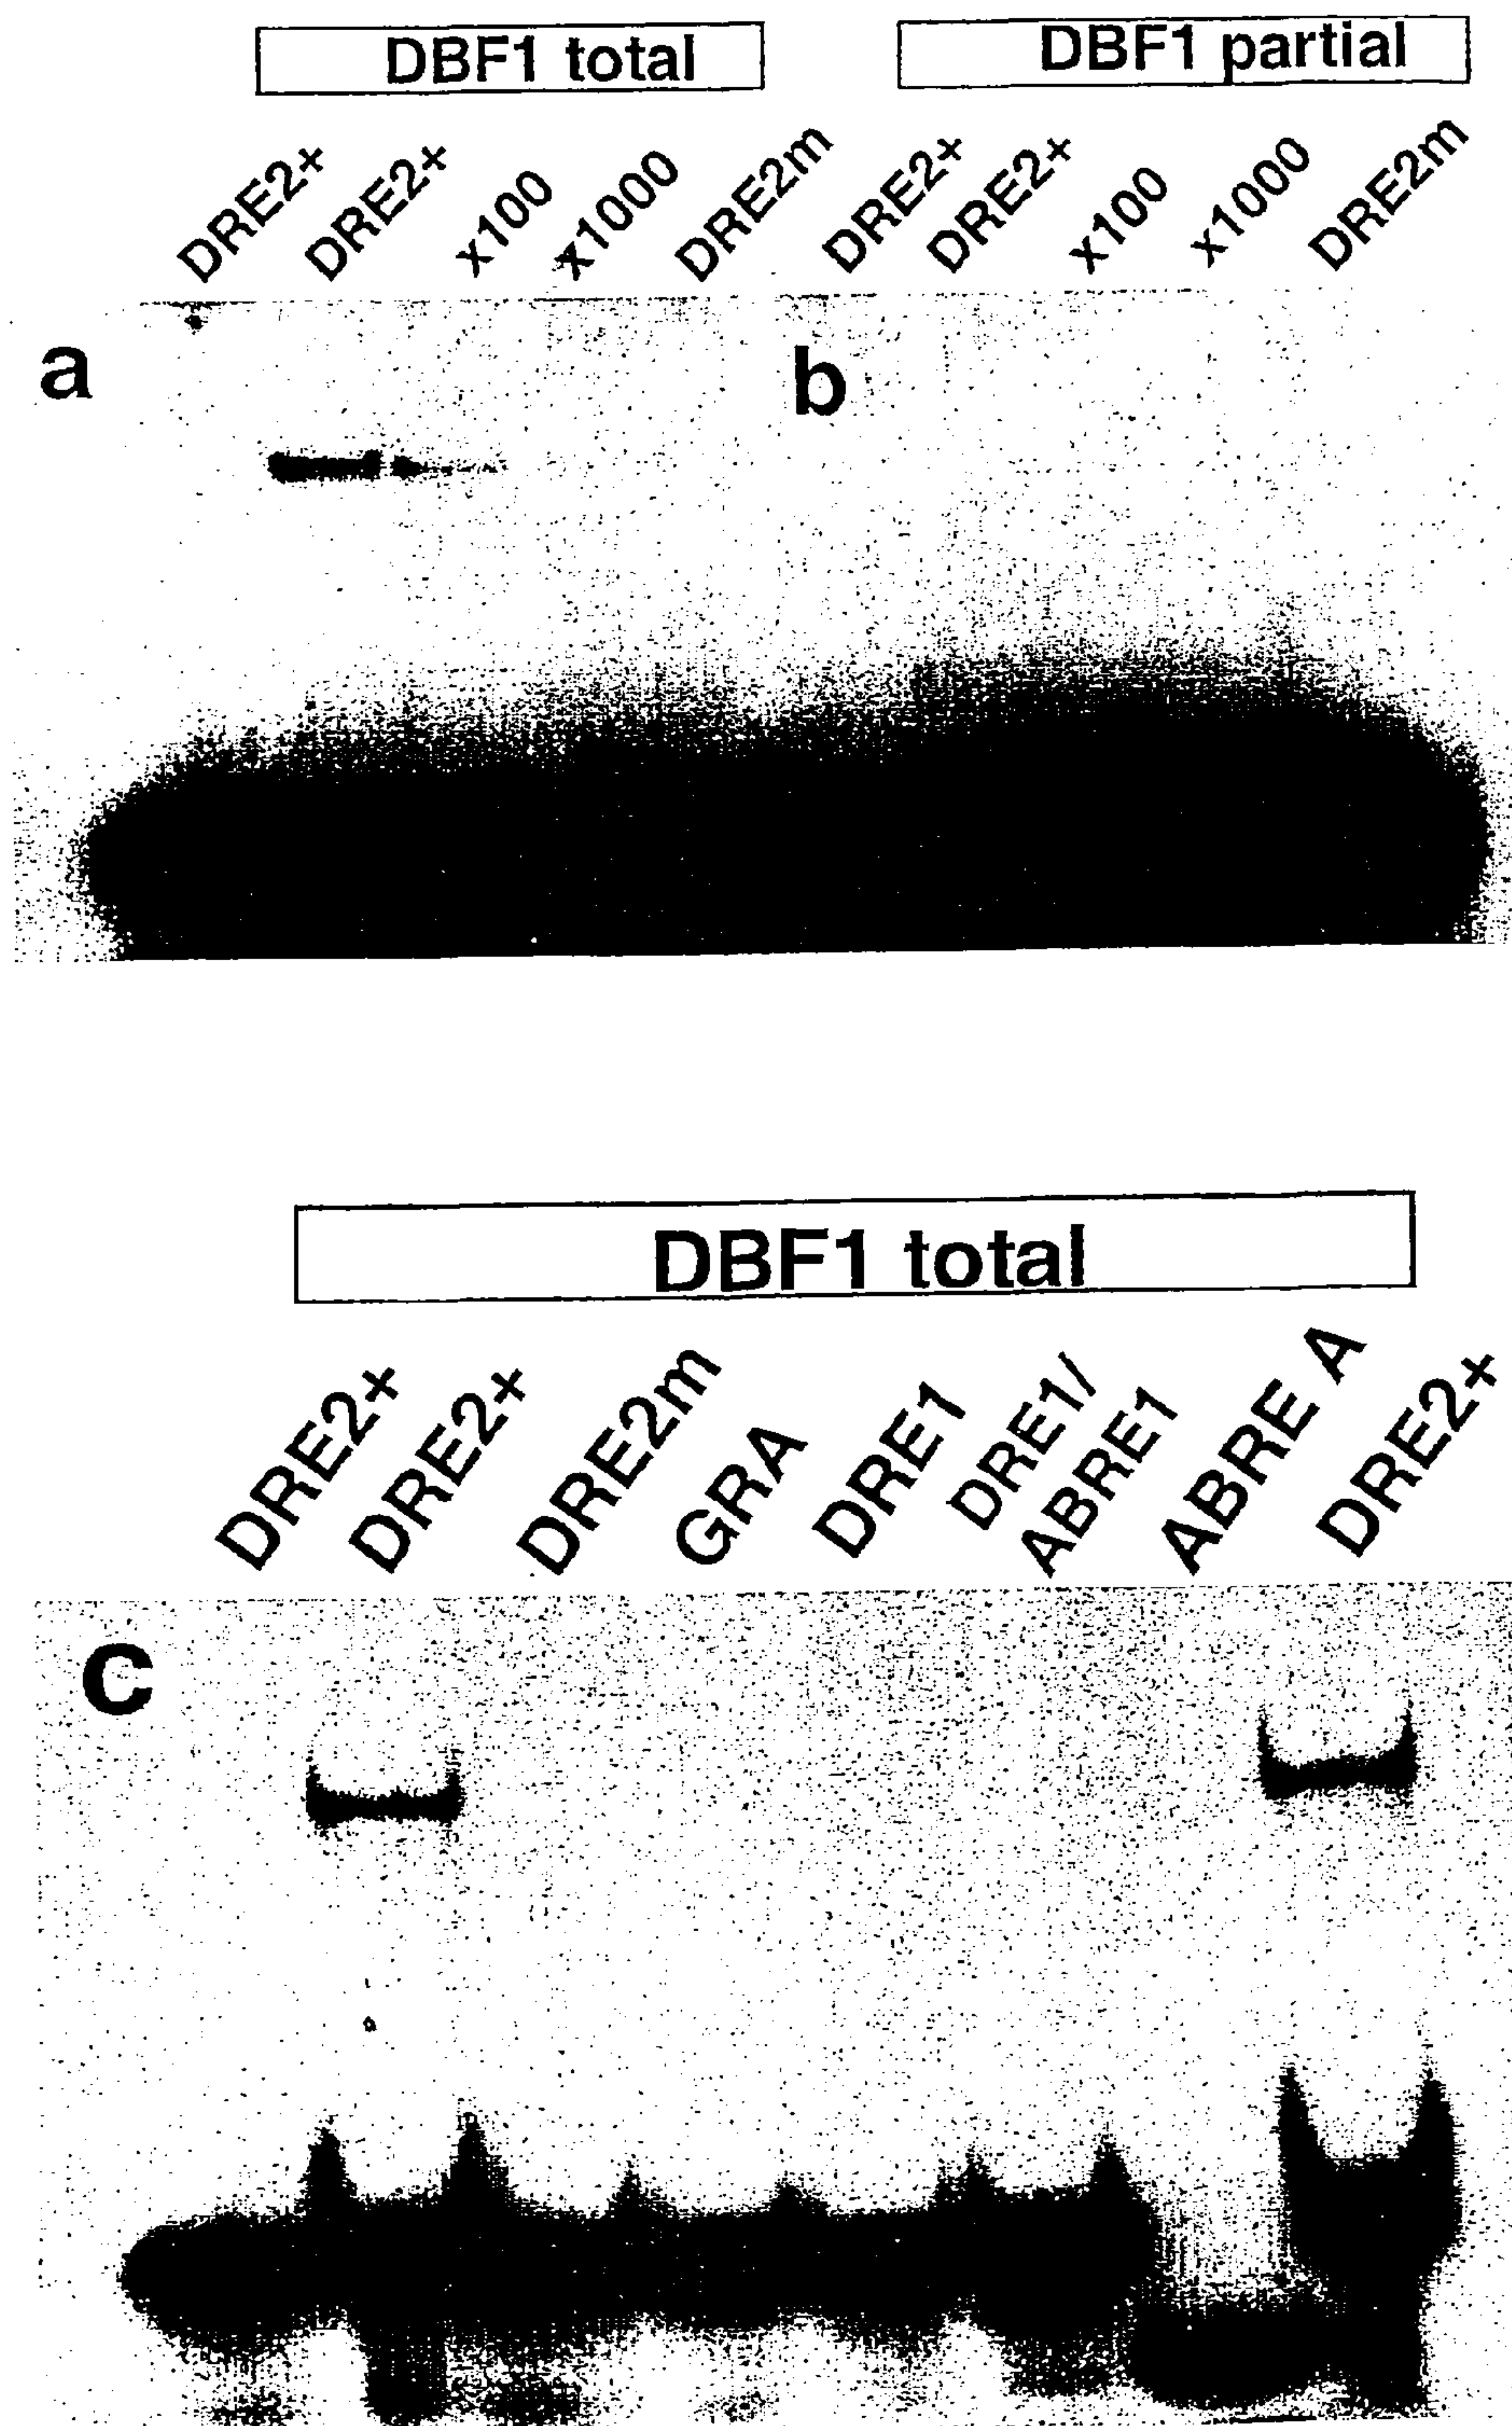 DBF1 total
DBF1 partial
DRE2+
DRE2+
x100
x1000
DRE2m
DRE2+
DRE2+
x100
x1000
DRE2m
a
b
DBF1 total
DRE2+
DRE2+
DRE2m
GRA
DRE1
DRE1/
ABRE1
ABRE A
DRE2+
c